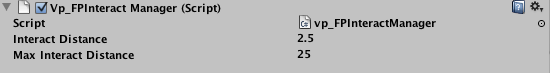 Vp_FPInteract Manager (Script)
Script vp_FPInteractManager
Interact Distance 2.5
Max Interact Distance 25